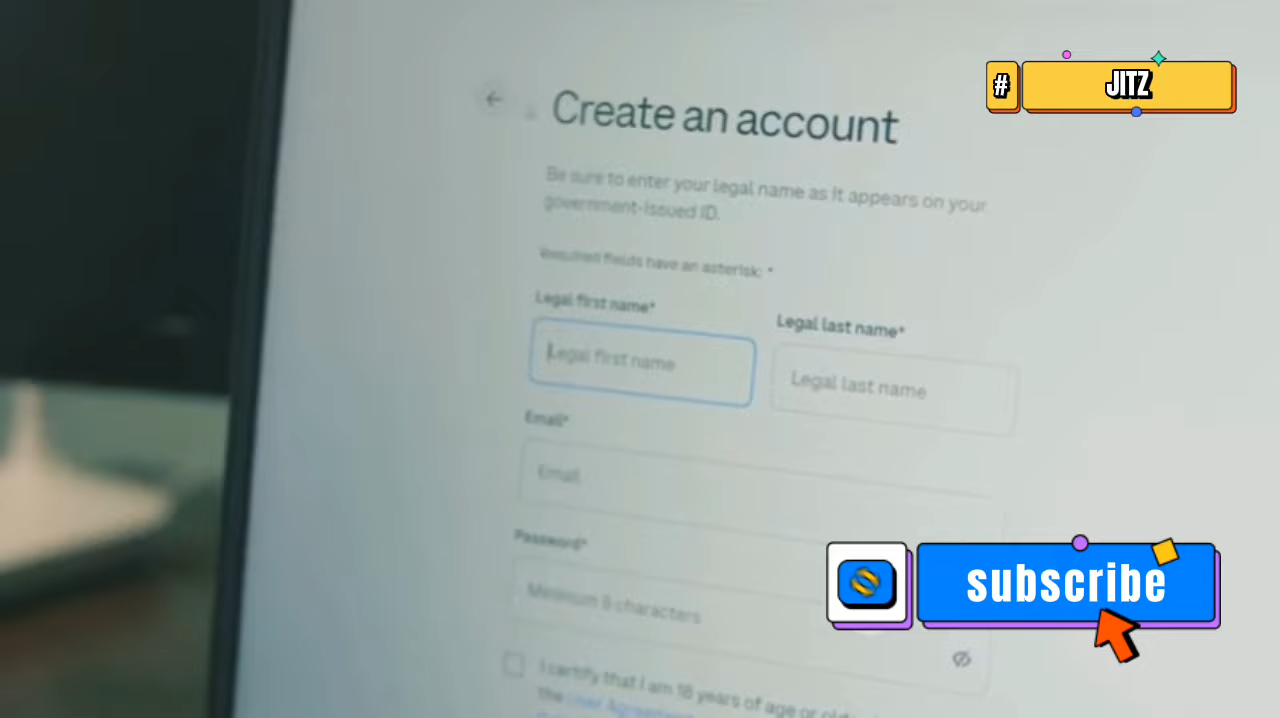 # JITZ
Create an account
Be sure to enter your legal name as it appears on your
government-issued ID.
Required fields have an asterisk: *
Legal first name*
Legal last name*
Legal first name
Legal last name
Email*
Email
Password*
Minimum 8 characters
subscribe
I certify that I am 18 years of age or
the User Agreement